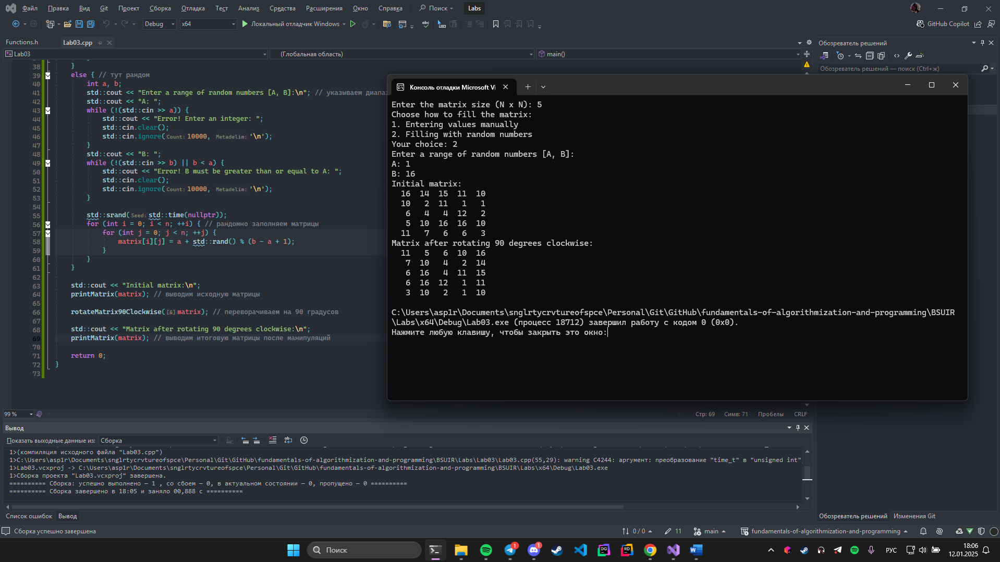 Файл Правка Вид Git Проект Сборка Отладка Тест Анализ Средства Расширения Окно Справка Поиск Labs
Debug x64 Локальный отладчик Windows GitHub Copilot
Functions.h Lab03.cpp
Lab03 (Глобальная область) main()
38 }
39 else { // тут рандом
40 int a, b;
41 std::cout << "Enter a range of random numbers [A, B]:\n"; // указываем диапаз
42 std::cout << "A: ";
43 while (!(std::cin >> a)) {
44 std::cout << "Error! Enter an integer: ";
45 std::cin.clear();
46 std::cin.ignore(Count: 10000, Metadelim: '\n');
47 }
48 std::cout << "B: ";
49 while (!(std::cin >> b) || b < a) {
50 std::cout << "Error! B must be greater than or equal to A: ";
51 std::cin.clear();
52 std::cin.ignore(Count: 10000, Metadelim: '\n');
53 }
54
55 std::srand(Seed: std::time(nullptr));
56 for (int i = 0; i < n; ++i) { // рандомно заполняем матрицы
57 for (int j = 0; j < n; ++j) {
58 matrix[i][j] = a + std::rand() % (b - a + 1);
59 }
60 }
61 }
62
63 std::cout << "Initial matrix:\n";
64 printMatrix(matrix); // выводим исходную матрицы
65
66 rotateMatrix90Clockwise([&]matrix); // переворачиваем на 90 градусов
67
68 std::cout << "Matrix after rotating 90 degrees clockwise:\n";
69 printMatrix(matrix); // выводим итоговую матрицы после манипуляций
70
71 return 0;
72 }
73
Консоль отладки Microsoft Vi
Enter the matrix size (N x N): 5
Choose how to fill the matrix:
1. Entering values manually
2. Filling with random numbers
Your choice: 2
Enter a range of random numbers [A, B]:
A: 1
B: 16
Initial matrix:
16 14 15 11 10
10 2 11 1 1
6 4 4 12 2
5 10 16 16 10
11 7 6 6 3
Matrix after rotating 90 degrees clockwise:
11 5 6 10 16
7 10 4 2 14
6 16 4 11 15
6 16 12 1 11
3 10 2 1 10
C:\Users\asp1r\Documents\snglrtycrvtureofspce\Personal\Git\GitHub\fundamentals-of-algorithmization-and-programming\BSUIR
\Labs\x64\Debug\Lab03.exe (процесс 18712) завершил работу с кодом 0 (0x0).
Нажмите любую клавишу, чтобы закрыть это окно:
Обозреватель решений
Обозреватель решений — поиск (Ctrl+ж)
99 % Стр: 69 Симв: 71 Пробелы CRLF
Вывод
Показать выходные данные из: Сборка
1>(компиляция исходного файла "Lab03.cpp")
1>C:\Users\asp1r\Documents\snglrtycrvtureofspce\Personal\Git\GitHub\fundamentals-of-algorithmization-and-programming\BSUIR\Labs\Lab03\Lab03.cpp(55,29): warning C4244: аргумент: преобразование "time_t" в "unsigned int",
1>Lab03.vcxproj -> C:\Users\asp1r\Documents\snglrtycrvtureofspce\Personal\Git\GitHub\fundamentals-of-algorithmization-and-programming\BSUIR\Labs\x64\Debug\Lab03.exe
1>Сборка проекта "Lab03.vcxproj" завершена.
========== Сборка: успешно выполнено — 1 , со сбоем — 0, в актуальном состоянии — 0, пропущено — 0 ==========
========== Сборка завершено в 18:05 и заняло 00,888 с ==========
Список ошибок Вывод Обозреватель решений Изменения Git
Сборка успешно завершена 0 / 0 11 main fundamentals-of-algorithmization-and-programming
Поиск 1 1 DG RD РУС 18:06
12.01.2025